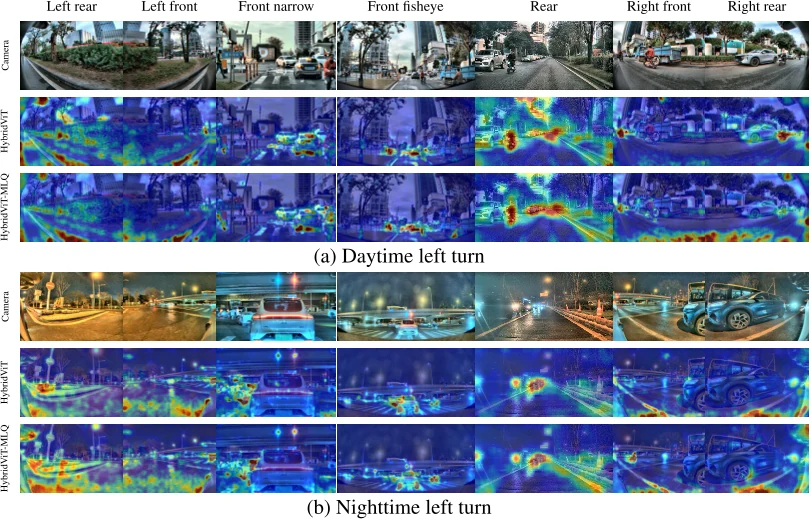 Left rear Left front Front narrow Front fisheye Rear Right front Right rear
Camera
HybridViT
HybridViT-MLQ
(a) Daytime left turn
Camera
HybridViT
HybridViT-MLQ
(b) Nighttime left turn